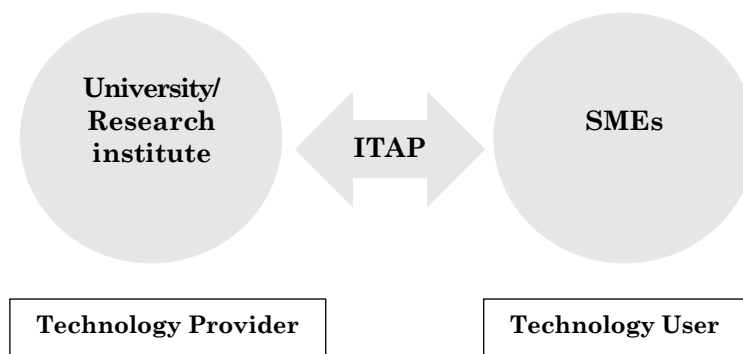 University/
Research
institute
ITAP
SMEs
Technology Provider
Technology User